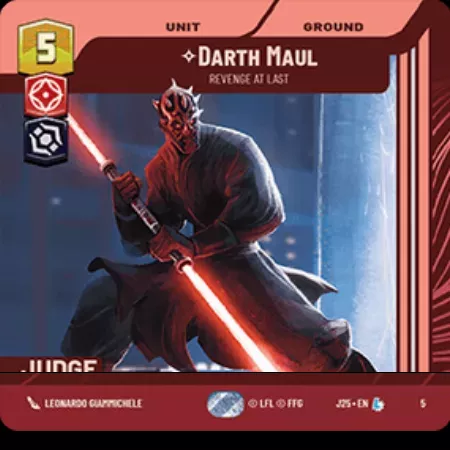 5
UNIT
GROUND
DARTH MAUL
REVENGE AT LAST
JUDGE
LEONARDO GIAMMICHELE
© LFL © FFG
J25 • EN
5